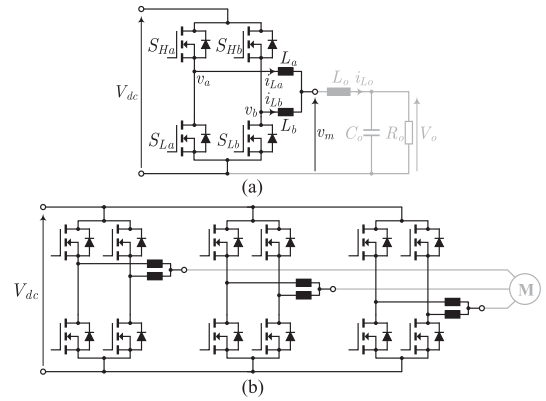 S_Ha S_Hb
L_a
v_a i_La L_o i_Lo
V_dc
v_b i_Lb
L_b
v_m C_o R_o V_o
S_La S_Lb
(a)
V_dc
M
(b)